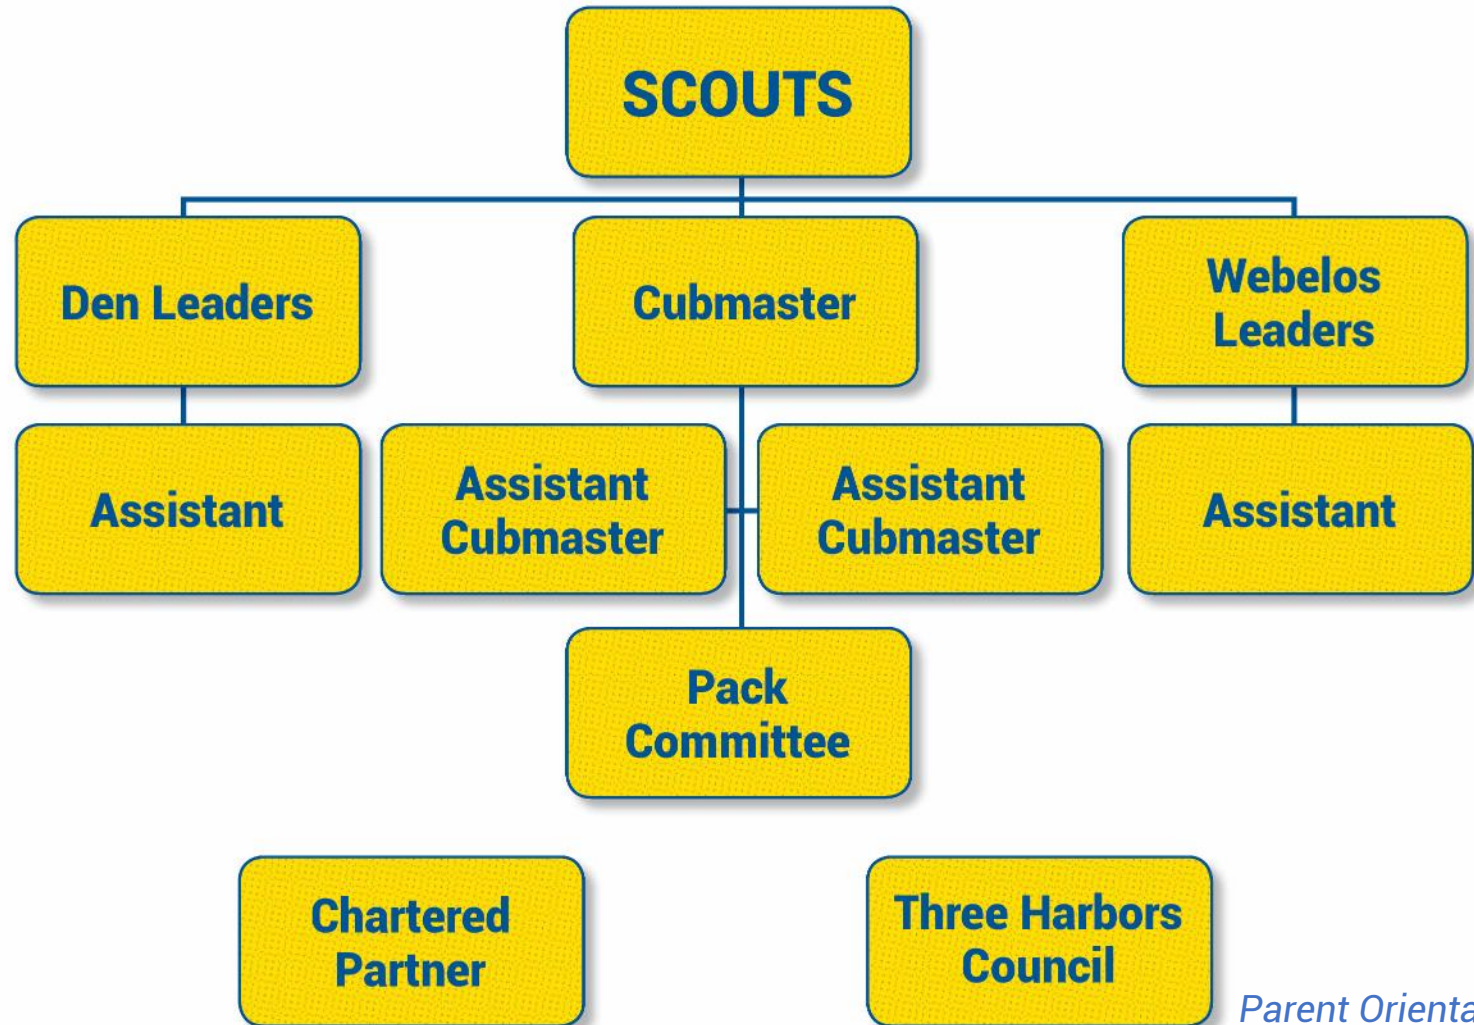 SCOUTS
Den Leaders
Cubmaster
Webelos
Leaders
Assistant
Assistant
Cubmaster
Assistant
Cubmaster
Assistant
Pack
Committee
Chartered
Partner
Three Harbors
Council
Parent